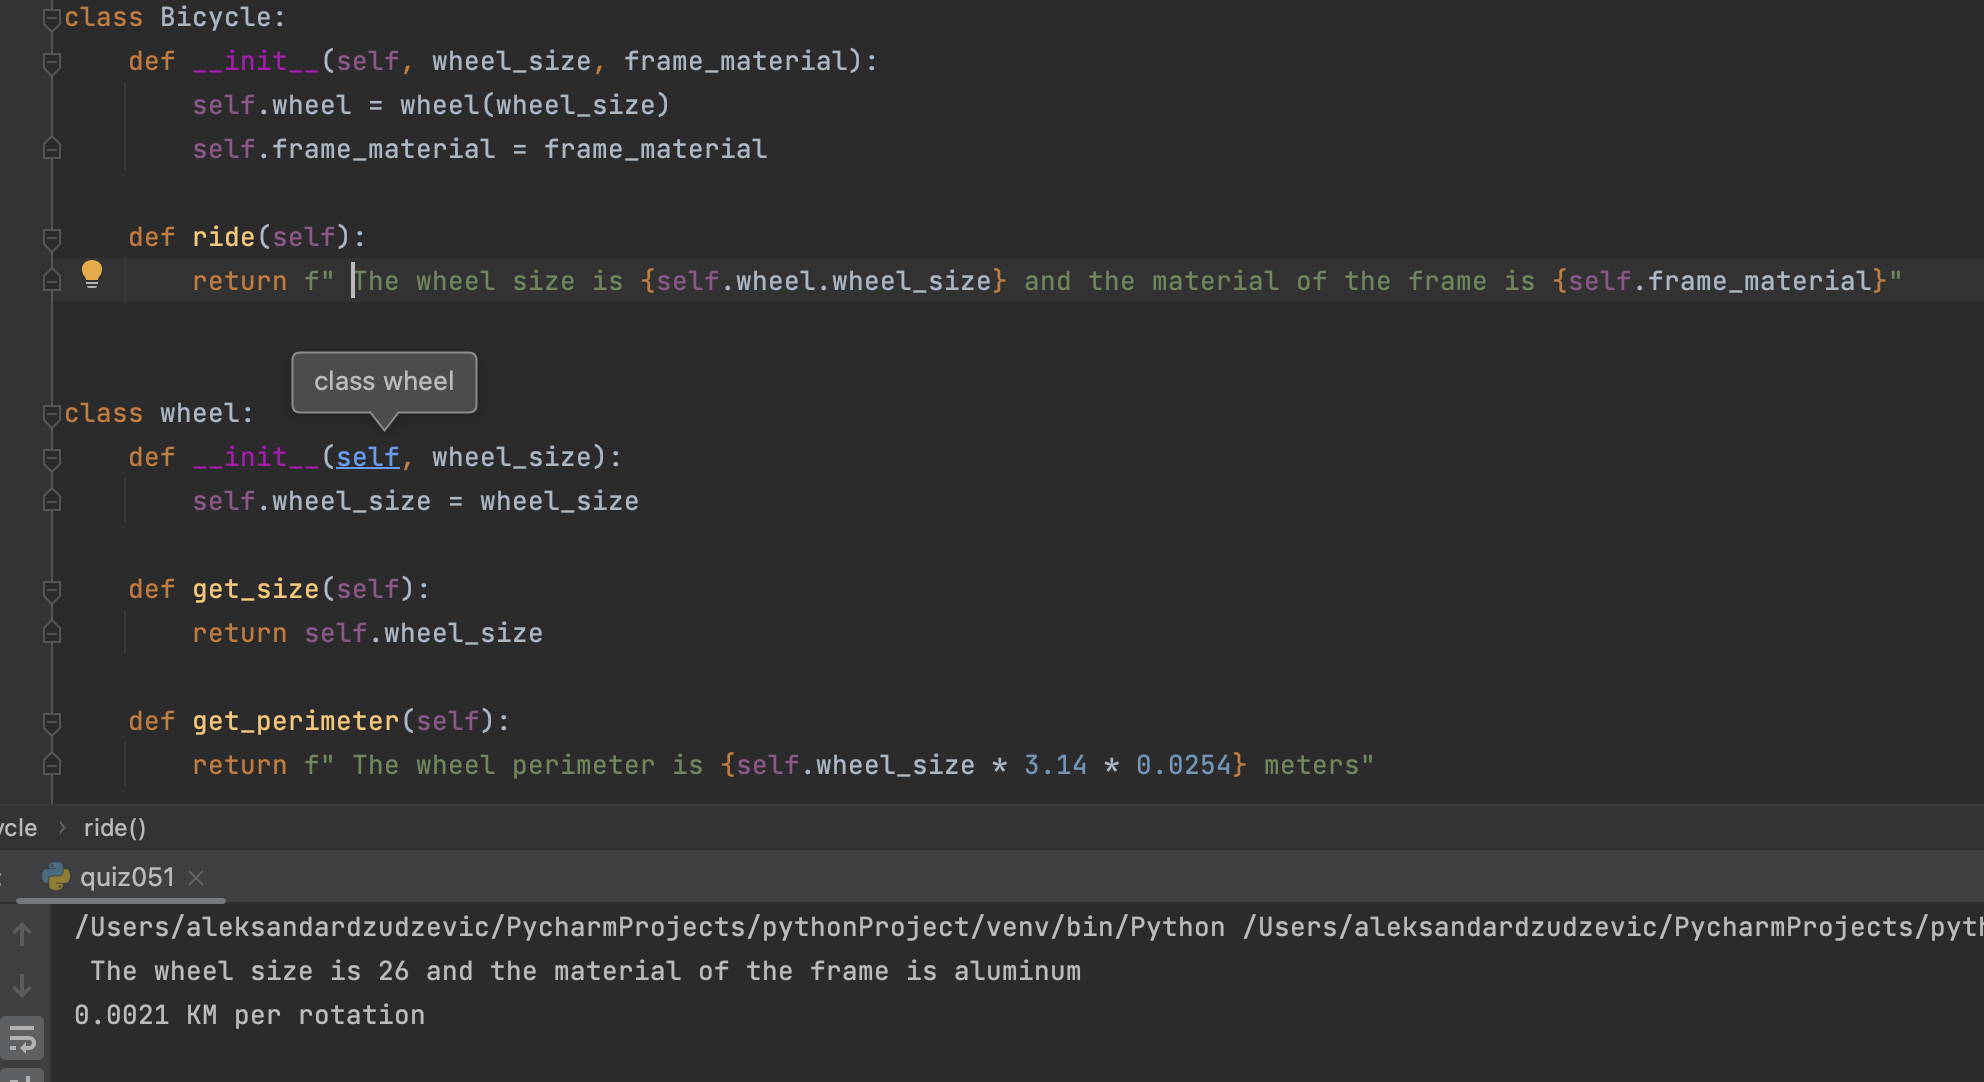 class Bicycle:
    def __init__(self, wheel_size, frame_material):
        self.wheel = wheel(wheel_size)
        self.frame_material = frame_material
    def ride(self):
        return f" The wheel size is {self.wheel.wheel_size} and the material of the frame is {self.frame_material}"
class wheel
class wheel:
    def __init__(self, wheel_size):
        self.wheel_size = wheel_size
    def get_size(self):
        return self.wheel_size
    def get_perimeter(self):
        return f" The wheel perimeter is {self.wheel_size * 3.14 * 0.0254} meters"
ycle › ride()
: quiz051 ×
/Users/aleksandardzudzevic/PycharmProjects/pythonProject/venv/bin/Python /Users/aleksandardzudzevic/PycharmProjects/pyth
 The wheel size is 26 and the material of the frame is aluminum
0.0021 KM per rotation